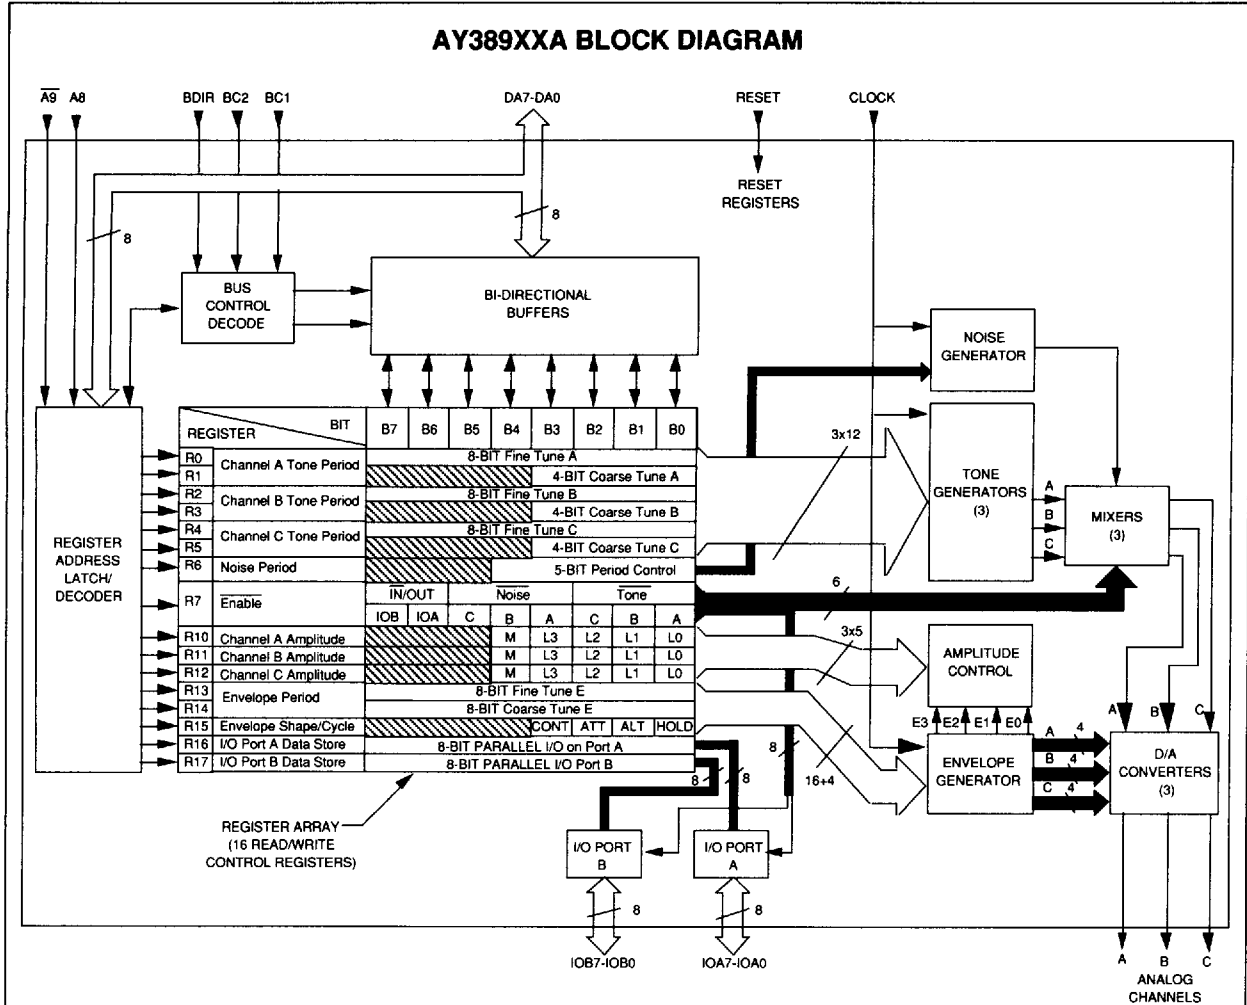 AY389XXA BLOCK DIAGRAM
A9 A8 BDIR BC2 BC1 DA7-DA0 RESET CLOCK
RESET
REGISTERS
8
8
BUS
CONTROL
DECODE
BI-DIRECTIONAL
BUFFERS
NOISE
GENERATOR
REGISTER BIT B7 B6 B5 B4 B3 B2 B1 B0
R0 Channel A Tone Period 8-BIT Fine Tune A
R1 4-BIT Coarse Tune A
R2 Channel B Tone Period 8-BIT Fine Tune B
R3 4-BIT Coarse Tune B
R4 Channel C Tone Period 8-BIT Fine Tune C
R5 4-BIT Coarse Tune C
R6 Noise Period 5-BIT Period Control
R7 Enable IN/OUT Noise Tone
IOB IOA C B A C B A
R10 Channel A Amplitude M L3 L2 L1 L0
R11 Channel B Amplitude M L3 L2 L1 L0
R12 Channel C Amplitude M L3 L2 L1 L0
R13 Envelope Period 8-BIT Fine Tune E
R14 8-BIT Coarse Tune E
R15 Envelope Shape/Cycle CONT ATT ALT HOLD
R16 I/O Port A Data Store 8-BIT PARALLEL I/O on Port A
R17 I/O Port B Data Store 8-BIT PARALLEL I/O Port B
REGISTER
ADDRESS
LATCH/
DECODER
3x12
TONE
GENERATORS
(3)
A
B
C
MIXERS
(3)
6
3x5
AMPLITUDE
CONTROL
E3 E2 E1 E0
A B C
8
16+4
ENVELOPE
GENERATOR
A 4
B 4
C 4
D/A
CONVERTERS
(3)
8 8
REGISTER ARRAY
(16 READ/WRITE
CONTROL REGISTERS)
I/O PORT
B
I/O PORT
A
8 8
IOB7-IOB0 IOA7-IOA0
A B C
ANALOG
CHANNELS